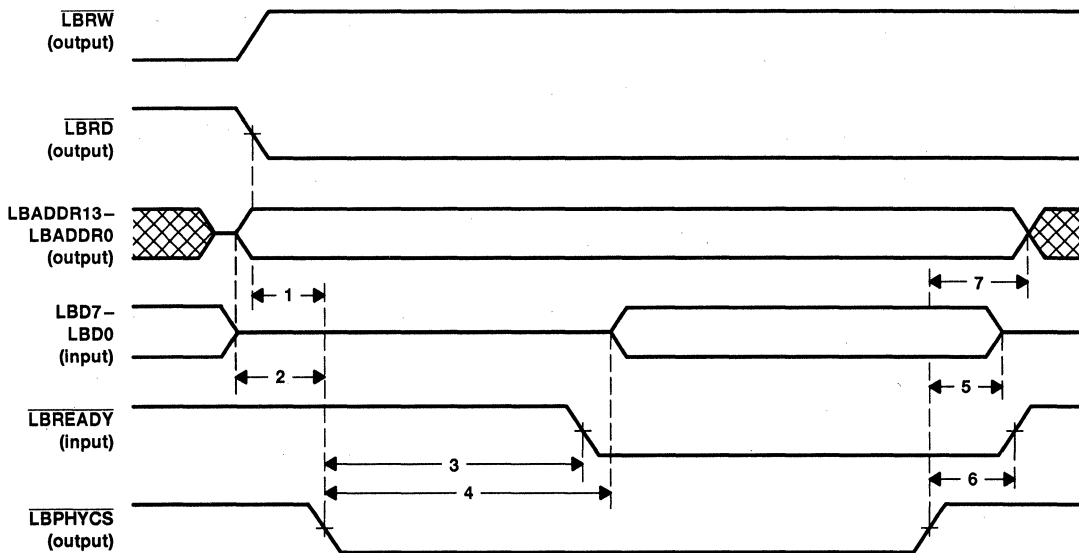 LBRW
(output)
LBRD
(output)
LBADDR13–
LBADDR0
(output)
1
7
LBD7–
LBD0
(input)
2
5
LBREADY
(input)
3
6
4
LBPHYCS
(output)